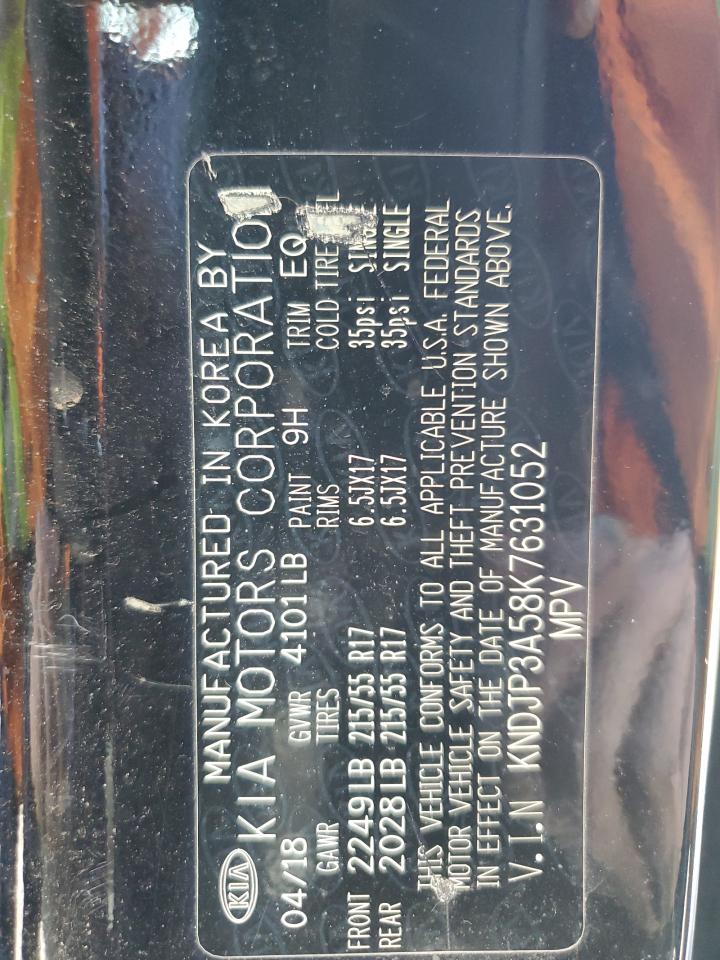 MANUFACTURED IN KOREA BY
KIA KIA MOTORS CORPORATIO
04/18 GVWR 4101LB PAINT 9H TRIM EQ
GAWR TIRES RIMS COLD TIRE
FRONT 2249LB 215/55 R17 6.5JX17 35psi SINGLE
REAR 2028LB 215/55 R17 6.5JX17 35psi SINGLE
THIS VEHICLE CONFORMS TO ALL APPLICABLE U.S.A. FEDERAL
MOTOR VEHICLE SAFETY AND THEFT PREVENTION STANDARDS
IN EFFECT ON THE DATE OF MANUFACTURE SHOWN ABOVE.
V.I.N KNDJP3A58K7631052
MPV